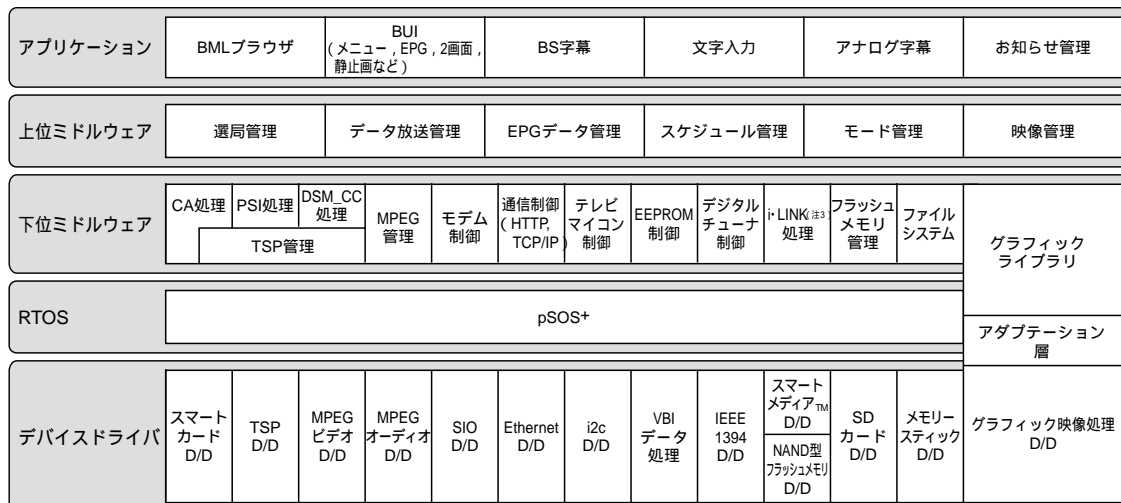 アプリケーション
BMLブラウザ
BUI
(メニュー,EPG,2画面,
静止画など)
BS字幕
文字入力
アナログ字幕
お知らせ管理
上位ミドルウェア
選局管理
データ放送管理
EPGデータ管理
スケジュール管理
モード管理
映像管理
下位ミドルウェア
CA処理
PSI処理
DSM_CC
処理
TSP管理
MPEG
管理
モデム
制御
通信制御
(HTTP,
TCP/IP)
テレビ
マイコン
制御
EEPROM
制御
デジタル
チューナ
制御
i・LINK(注3)
処理
フラッシュ
メモリ
管理
ファイル
システム
グラフィック
ライブラリ
RTOS
pSOS+
アダプテーション
層
デバイスドライバ
スマート
カード
D/D
TSP
D/D
MPEG
ビデオ
D/D
MPEG
オーディオ
D/D
SIO
D/D
Ethernet
D/D
i2c
D/D
VBI
データ
処理
IEEE
1394
D/D
スマート
メディアTM
D/D
NAND型
フラッシュメモリ
D/D
SD
カード
D/D
メモリー
スティック
D/D
グラフィック映像処理
D/D